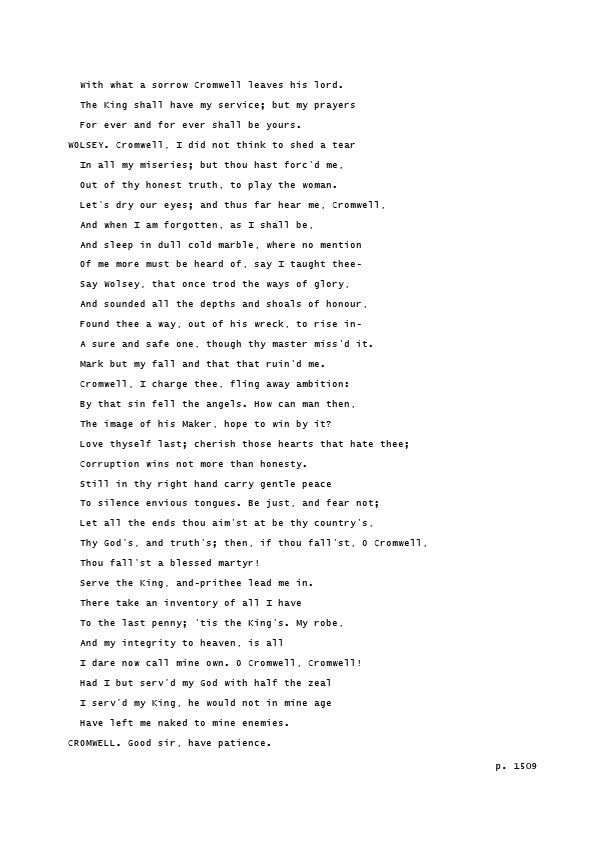 With what a sorrow Cromwell leaves his lord.
The King shall have my service; but my prayers
For ever and for ever shall be yours.
WOLSEY. Cromwell, I did not think to shed a tear
In all my miseries; but thou hast forc'd me,
Out of thy honest truth, to play the woman.
Let's dry our eyes; and thus far hear me, Cromwell,
And when I am forgotten, as I shall be,
And sleep in dull cold marble, where no mention
Of me more must be heard of, say I taught thee-
Say Wolsey, that once trod the ways of glory,
And sounded all the depths and shoals of honour,
Found thee a way, out of his wreck, to rise in-
A sure and safe one, though thy master miss'd it.
Mark but my fall and that that ruin'd me.
Cromwell, I charge thee, fling away ambition:
By that sin fell the angels. How can man then,
The image of his Maker, hope to win by it?
Love thyself last; cherish those hearts that hate thee;
Corruption wins not more than honesty.
Still in thy right hand carry gentle peace
To silence envious tongues. Be just, and fear not;
Let all the ends thou aim'st at be thy country's,
Thy God's, and truth's; then, if thou fall'st, O Cromwell,
Thou fall'st a blessed martyr!
Serve the King, and-prithee lead me in.
There take an inventory of all I have
To the last penny; 'tis the King's. My robe,
And my integrity to heaven, is all
I dare now call mine own. O Cromwell, Cromwell!
Had I but serv'd my God with half the zeal
I serv'd my King, he would not in mine age
Have left me naked to mine enemies.
CROMWELL. Good sir, have patience.
p. 1509